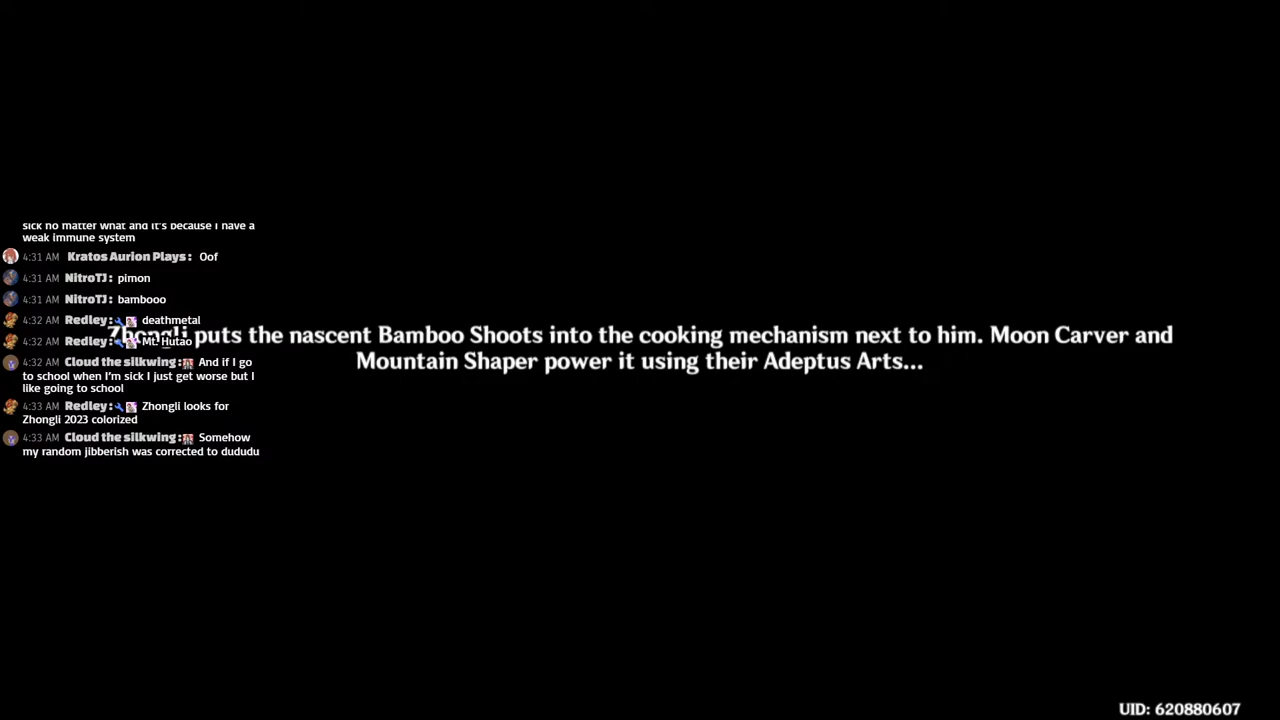 sick no matter what and it's because I have a
weak immune system
4:31 AM Kratos Aurion Plays: Oof
4:31 AM NitroTJ: pimon
4:31 AM NitroTJ: bambooo
4:32 AM Redley: deathmetal
Zhongli puts the nascent Bamboo Shoots into the cooking mechanism next to him. Moon Carver and
4:32 AM Redley: Mt. Hutao
Mountain Shaper power it using their Adeptus Arts...
4:32 AM Cloud the silkwing: And if I go
to school when I'm sick I just get worse but I
like going to school
4:33 AM Redley: Zhongli looks for
Zhongli 2023 colorized
4:33 AM Cloud the silkwing: Somehow
my random jibberish was corrected to dududu
UID: 620880607